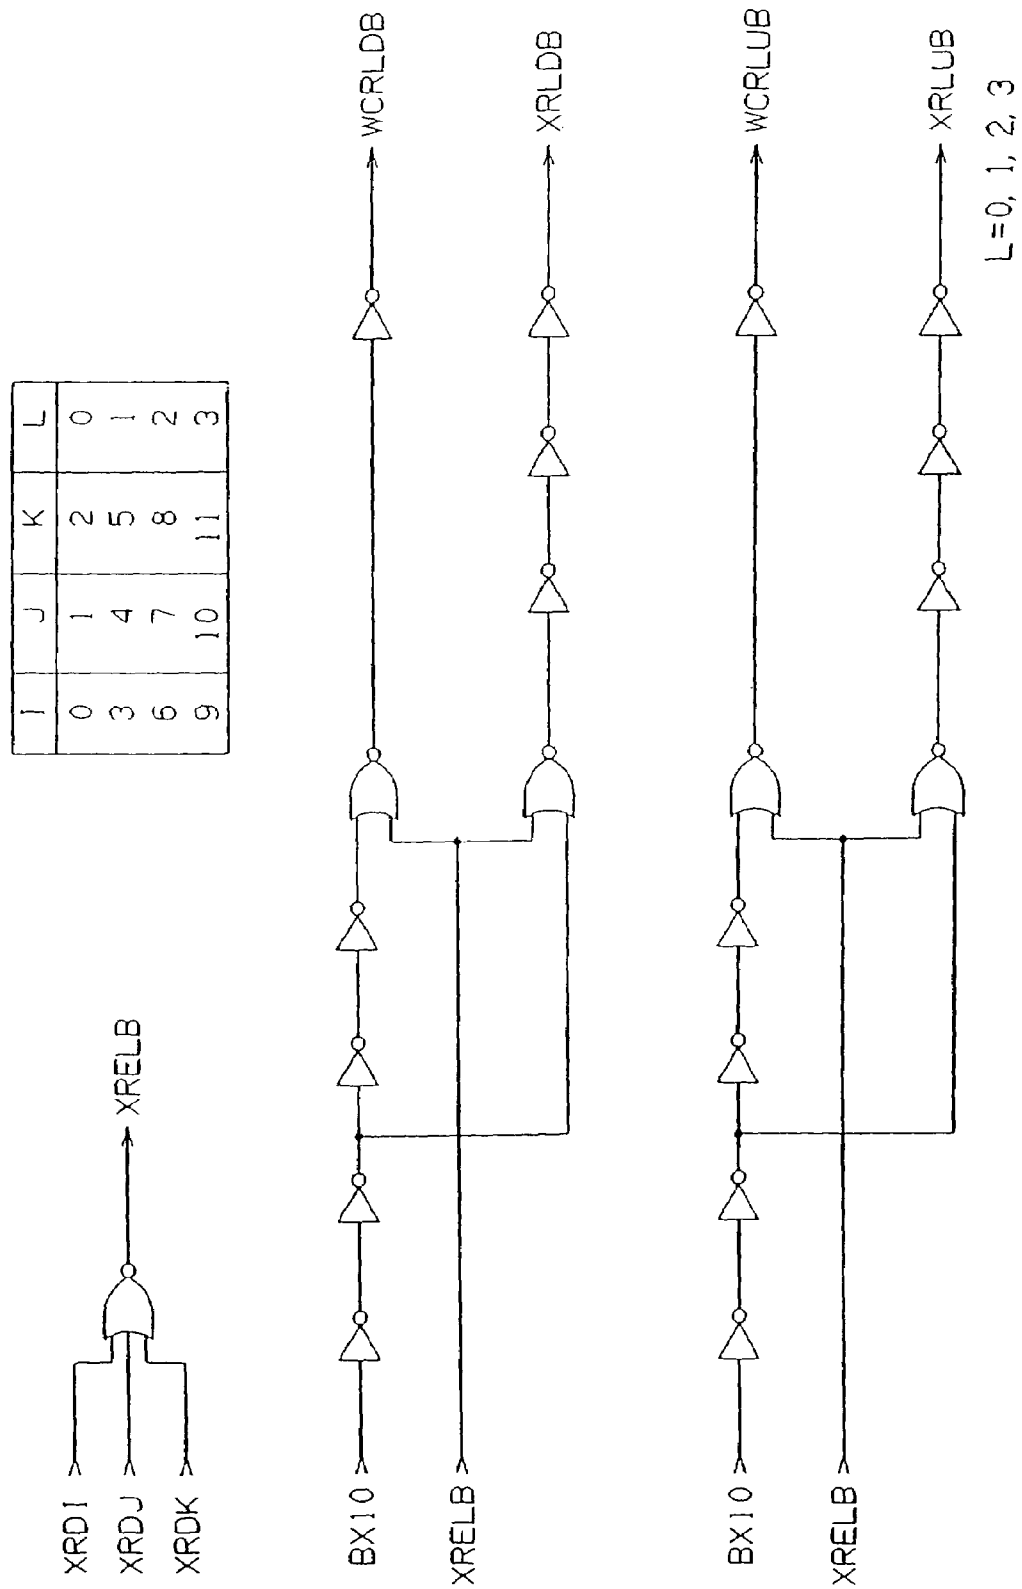 XRDI
XRDJ
XRDK
XRELB
I J K L
0 1 2 0
3 4 5 1
6 7 8 2
9 10 11 3
BX10
XRELB
WCRLDB
XRLDB
BX10
XRELB
WCRLUB
XRLUB
L=0, 1, 2, 3